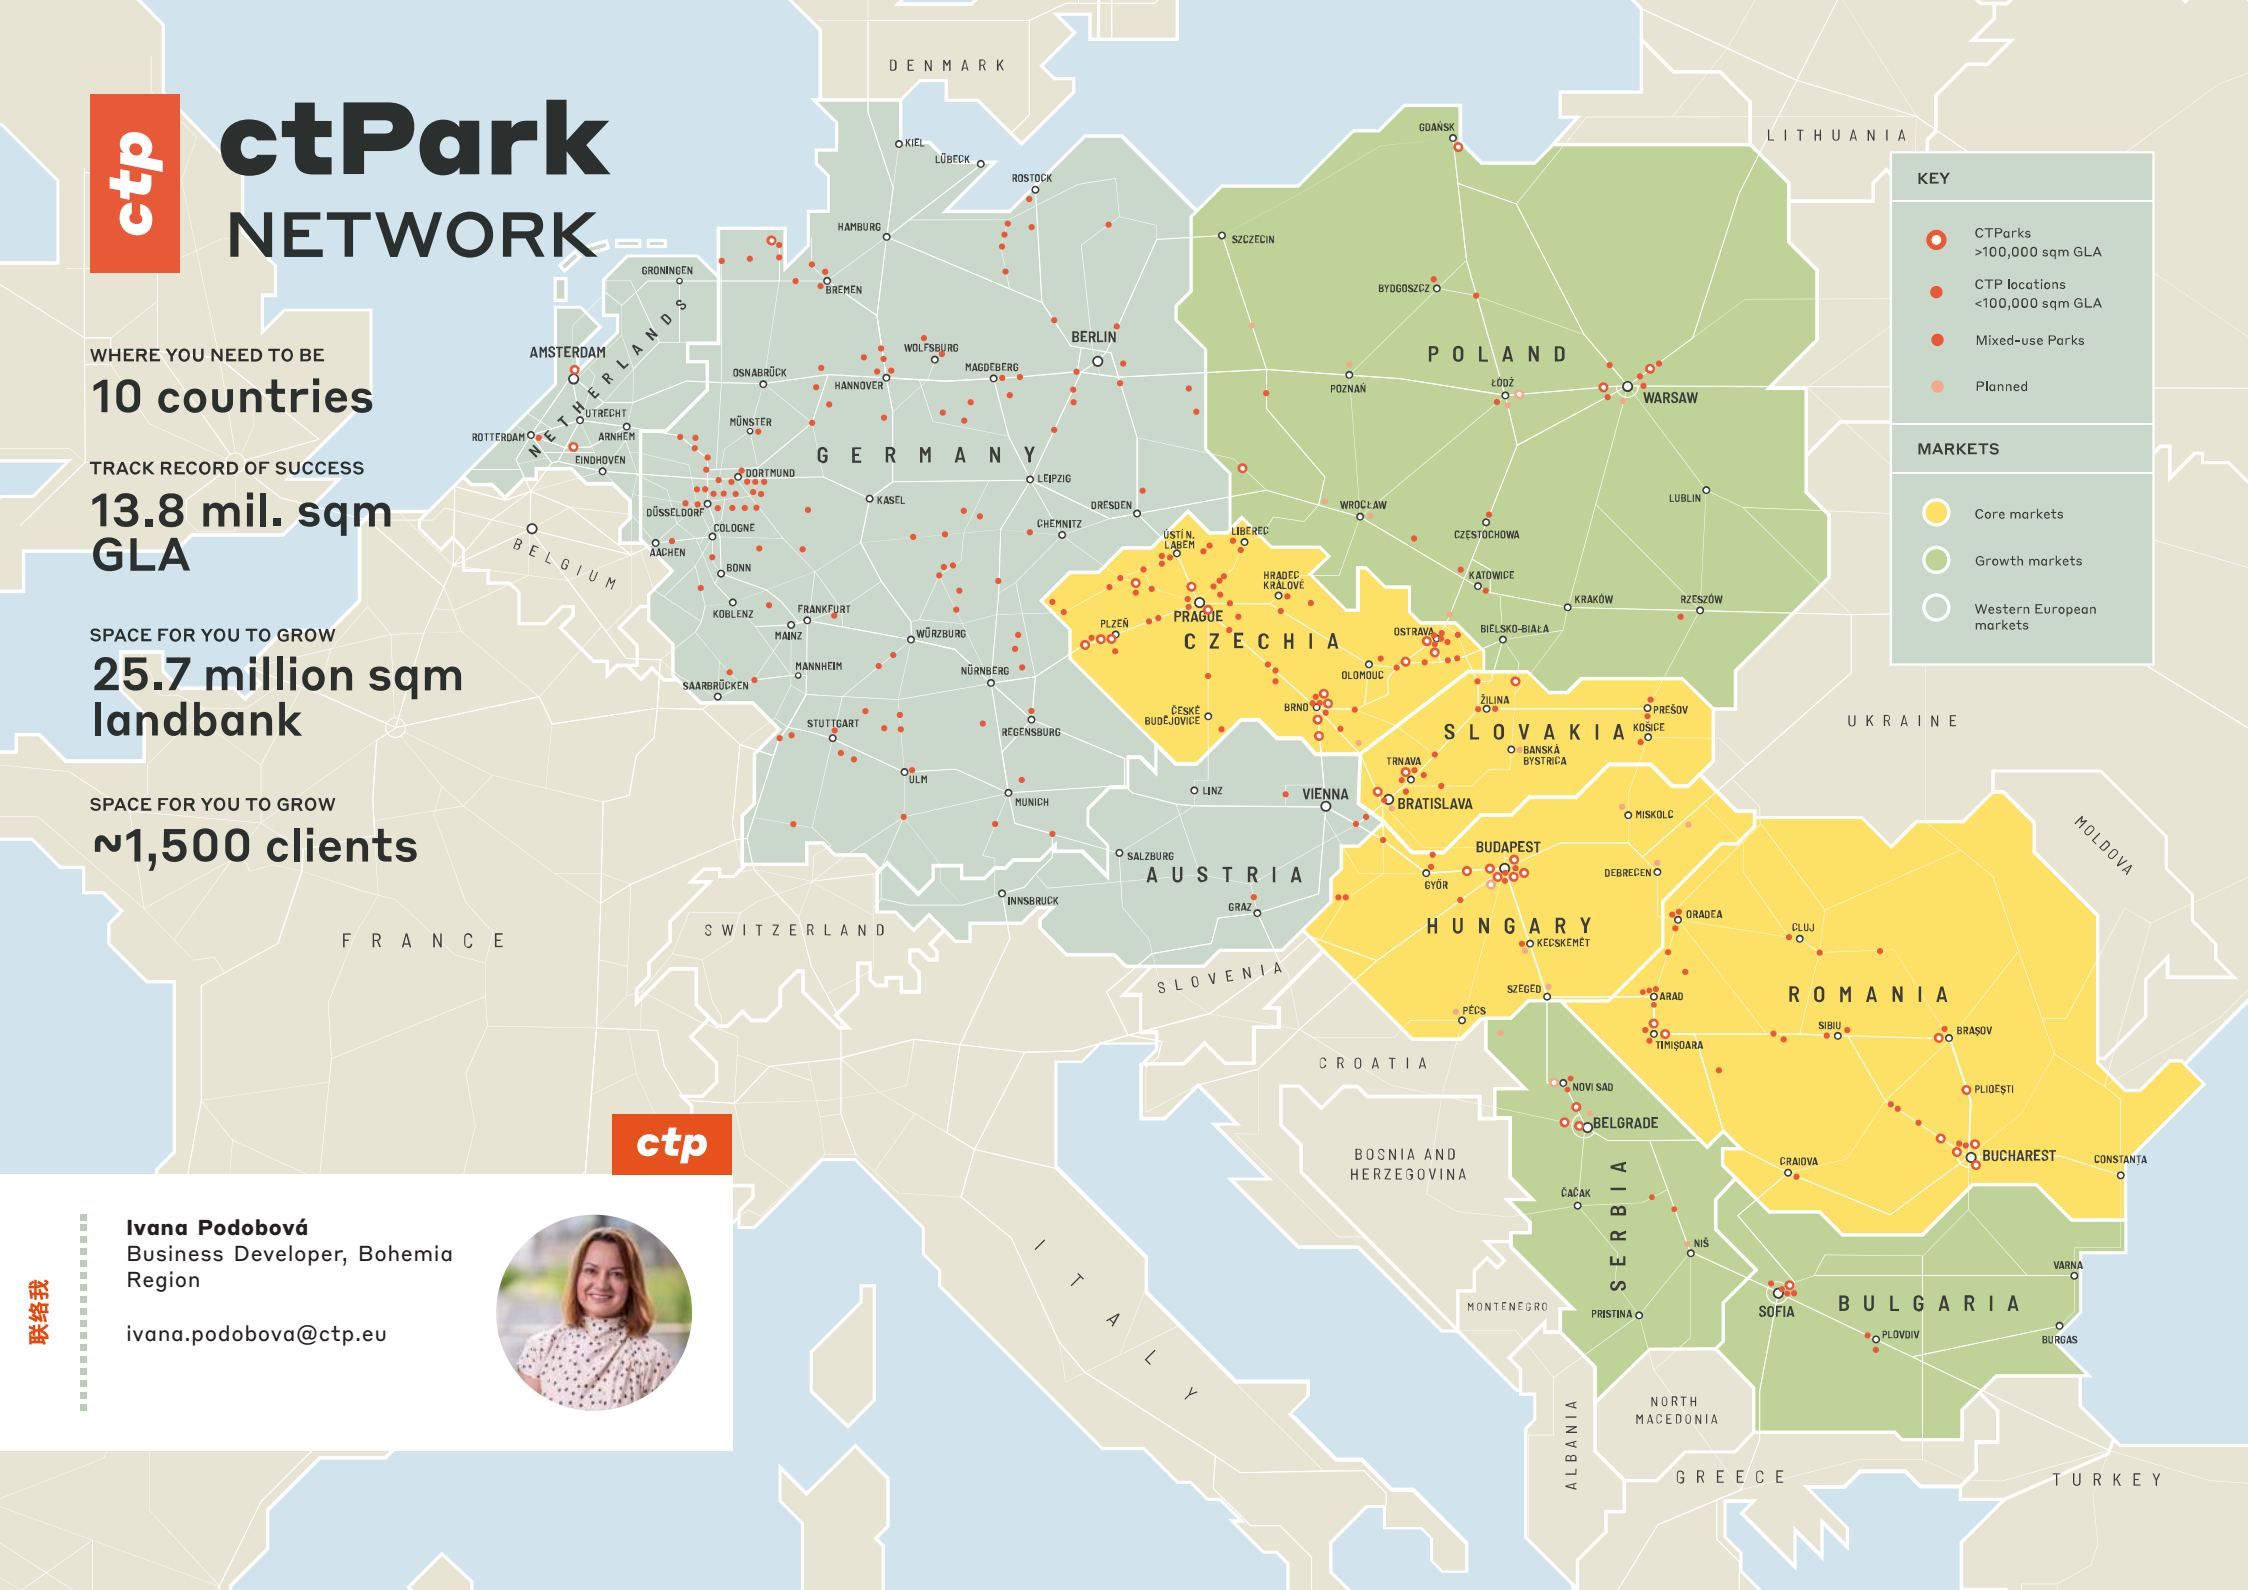 ctp
ctPark
NETWORK
WHERE YOU NEED TO BE
10 countries
TRACK RECORD OF SUCCESS
13.8 mil. sqm
GLA
SPACE FOR YOU TO GROW
25.7 million sqm
landbank
SPACE FOR YOU TO GROW
~1,500 clients
ctp
联络我
Ivana Podobová
Business Developer, Bohemia
Region
ivana.podobova@ctp.eu
KEY
CTParks
>100,000 sqm GLA
CTP locations
<100,000 sqm GLA
Mixed-use Parks
Planned
MARKETS
Core markets
Growth markets
Western European
markets
DENMARK
LITHUANIA
NETHERLANDS
GRONINGEN
AMSTERDAM
UTRECHT
ROTTERDAM
ARNHEM
EINDHOVEN
BELGIUM
GERMANY
KIEL
LÜBECK
ROSTOCK
HAMBURG
BREMEN
BERLIN
WOLFSBURG
OSNABRÜCK
HANNOVER
MAGDEBERG
MÜNSTER
DORTMUND
LEIPZIG
KASEL
DÜSSELDORF
DRESDEN
CHEMNITZ
COLOGNE
AACHEN
BONN
KOBLENZ
FRANKFURT
MAINZ
WÜRZBURG
MANNHEIM
NÜRNBERG
SAARBRÜCKEN
STUTTGART
REGENSBURG
ULM
MUNICH
POLAND
GDAŃSK
SZCZECIN
BYDGOSZCZ
POZNAŃ
ŁÓDŹ
WARSAW
WROCŁAW
LUBLIN
CZĘSTOCHOWA
KATOWICE
KRAKÓW
RZESZÓW
BIELSKO-BIAŁA
CZECHIA
ÚSTÍ N.
LABEM
LIBEREC
HRADEC
KRÁLOVÉ
PRAGUE
PLZEŇ
OSTRAVA
OLOMOUC
BRNO
ČESKÉ
BUDĚJOVICE
SLOVAKIA
ŽILINA
PREŠOV
KOŠICE
BANSKÁ
BYSTRICA
TRNAVA
BRATISLAVA
AUSTRIA
LINZ
VIENNA
SALZBURG
INNSBRUCK
GRAZ
HUNGARY
MISKOLC
BUDAPEST
GYŐR
DEBRECEN
KECSKEMÉT
SZEGED
PÉCS
ROMANIA
ORADEA
CLUJ
ARAD
TIMIȘOARA
SIBIU
BRAȘOV
PLIOEȘTI
BUCHAREST
CRAIOVA
CONSTANȚA
SERBIA
NOVI SAD
BELGRADE
ČAČAK
NIŠ
PRISTINA
BULGARIA
SOFIA
VARNA
BURGAS
PLOVDIV
UKRAINE
MOLDOVA
FRANCE
SWITZERLAND
SLOVENIA
CROATIA
BOSNIA AND
HERZEGOVINA
MONTENEGRO
ITALY
ALBANIA
NORTH
MACEDONIA
GREECE
TURKEY